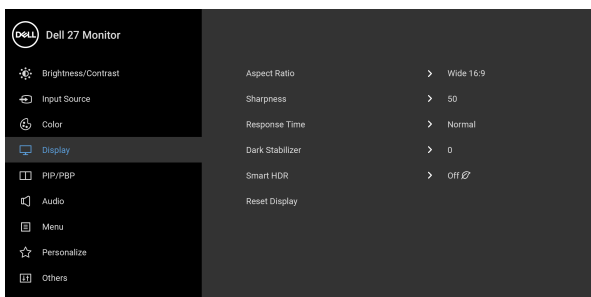 DELL Dell 27 Monitor
Brightness/Contrast
Input Source
Color
Display
PIP/PBP
Audio
Menu
Personalize
Others
Aspect Ratio > Wide 16:9
Sharpness > 50
Response Time > Normal
Dark Stabilizer > 0
Smart HDR > Off
Reset Display